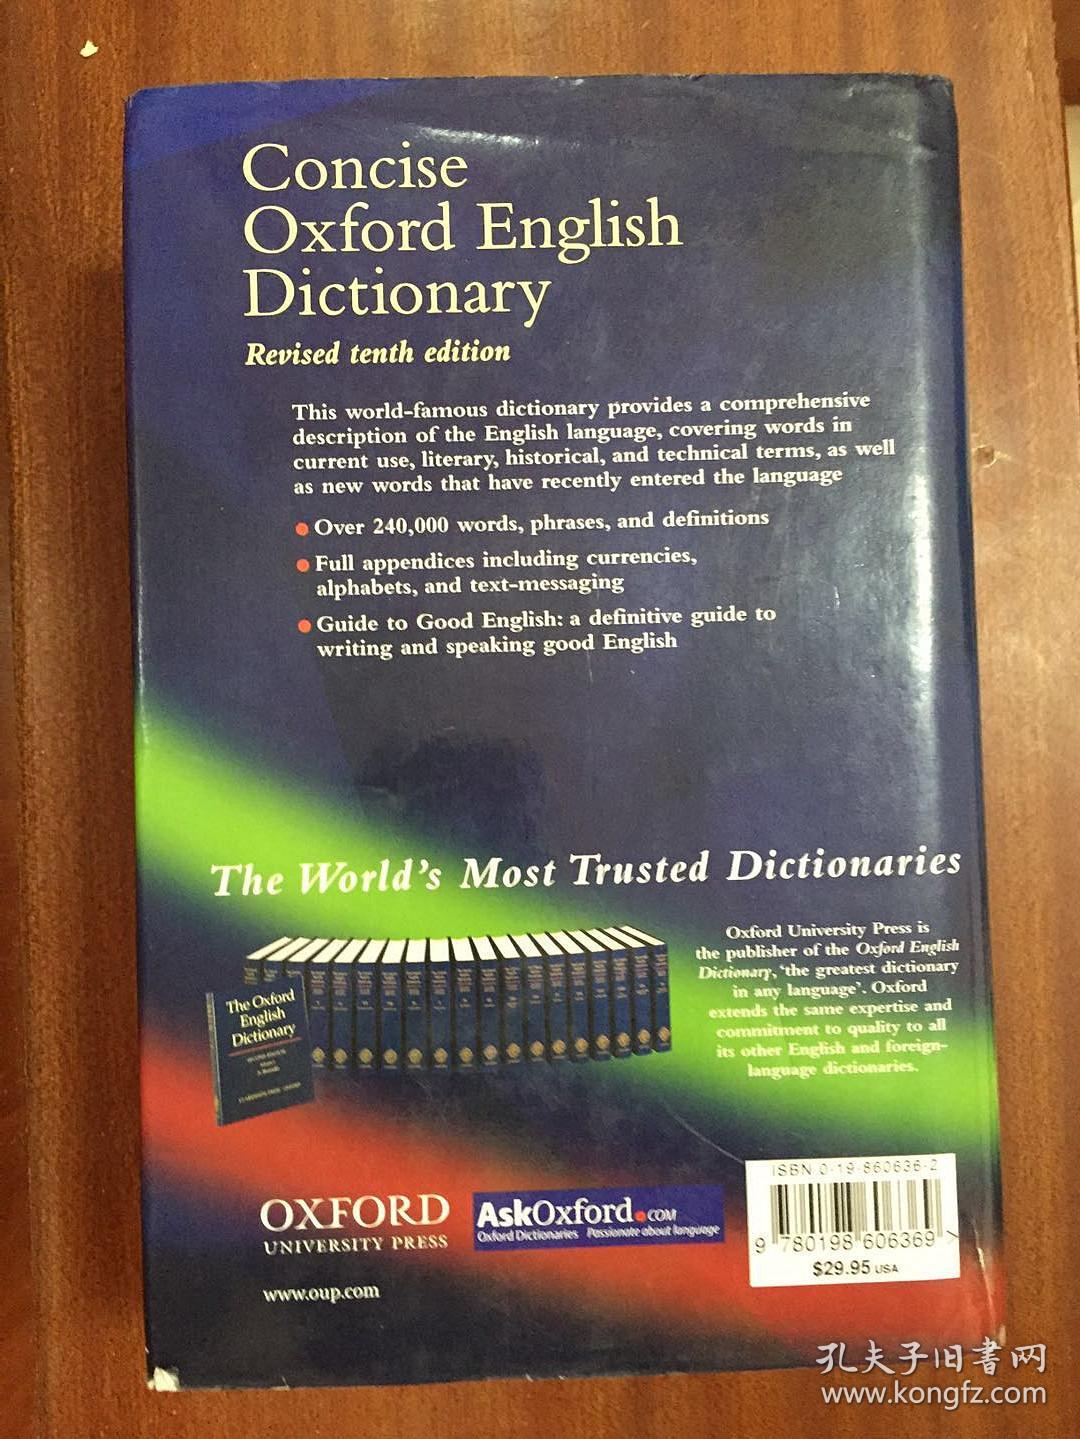 Concise
Oxford English
Dictionary
Revised tenth edition
This world-famous dictionary provides a comprehensive
description of the English language, covering words in
current use, literary, historical, and technical terms, as well
as new words that have recently entered the language
Over 240,000 words, phrases, and definitions
Full appendices including currencies,
alphabets, and text-messaging
Guide to Good English: a definitive guide to
writing and speaking good English
The World's Most Trusted Dictionaries
Oxford University Press is
the publisher of the Oxford English
Dictionary, 'the greatest dictionary
in any language'. Oxford
extends the same expertise and
commitment to quality to all
its other English and foreign-
language dictionaries.
The Oxford
English
Dictionary
SECOND EDITION
OXFORD
UNIVERSITY PRESS
AskOxford.COM
Oxford Dictionaries Passionate about language
www.oup.com
ISBN 0-19-860636-2
9 780198 606369 >
$29.95 USA
孔夫子旧書网
www.kongfz.com